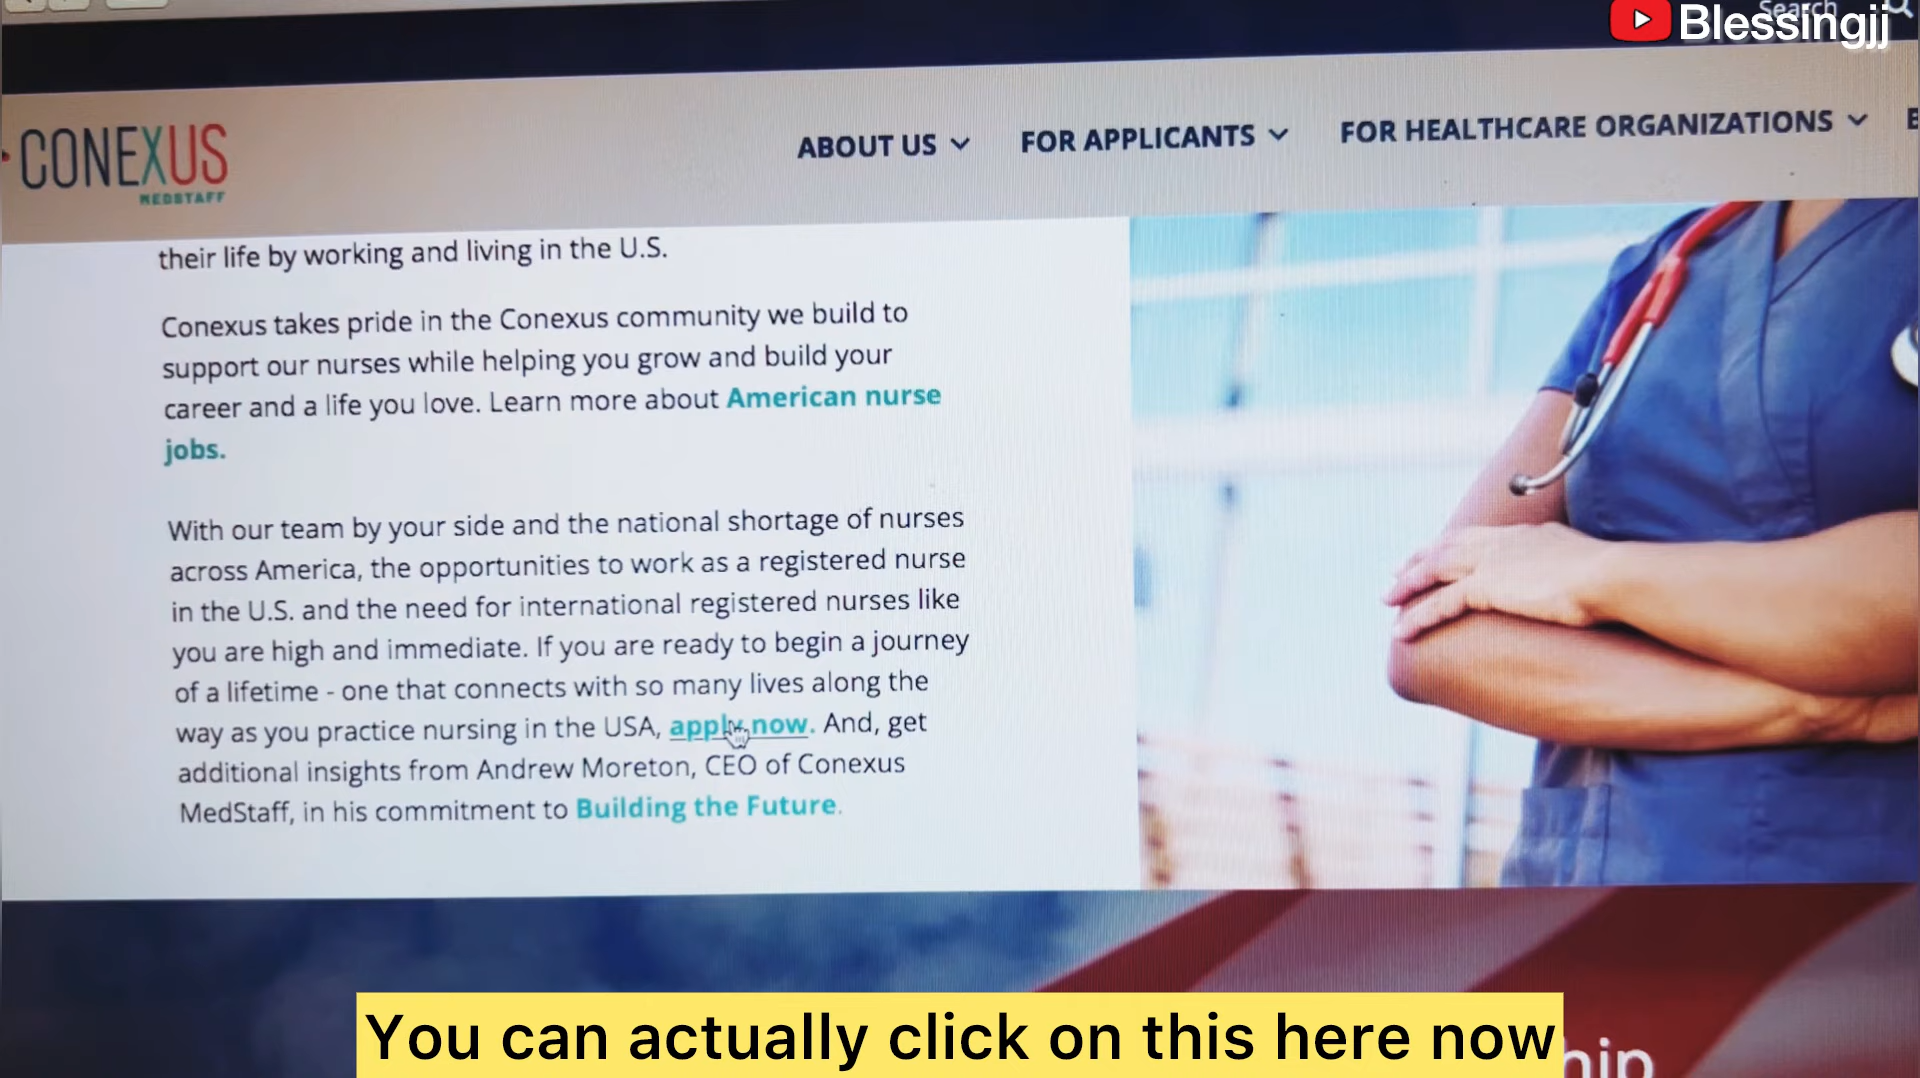 Search
Blessingjj
CONEXUS
MEDSTAFF
ABOUT US
FOR APPLICANTS
FOR HEALTHCARE ORGANIZATIONS
their life by working and living in the U.S.
Conexus takes pride in the Conexus community we build to
support our nurses while helping you grow and build your
career and a life you love. Learn more about American nurse
jobs.
With our team by your side and the national shortage of nurses
across America, the opportunities to work as a registered nurse
in the U.S. and the need for international registered nurses like
you are high and immediate. If you are ready to begin a journey
of a lifetime - one that connects with so many lives along the
way as you practice nursing in the USA, apply now. And, get
additional insights from Andrew Moreton, CEO of Conexus
MedStaff, in his commitment to Building the Future.
You can actually click on this here now